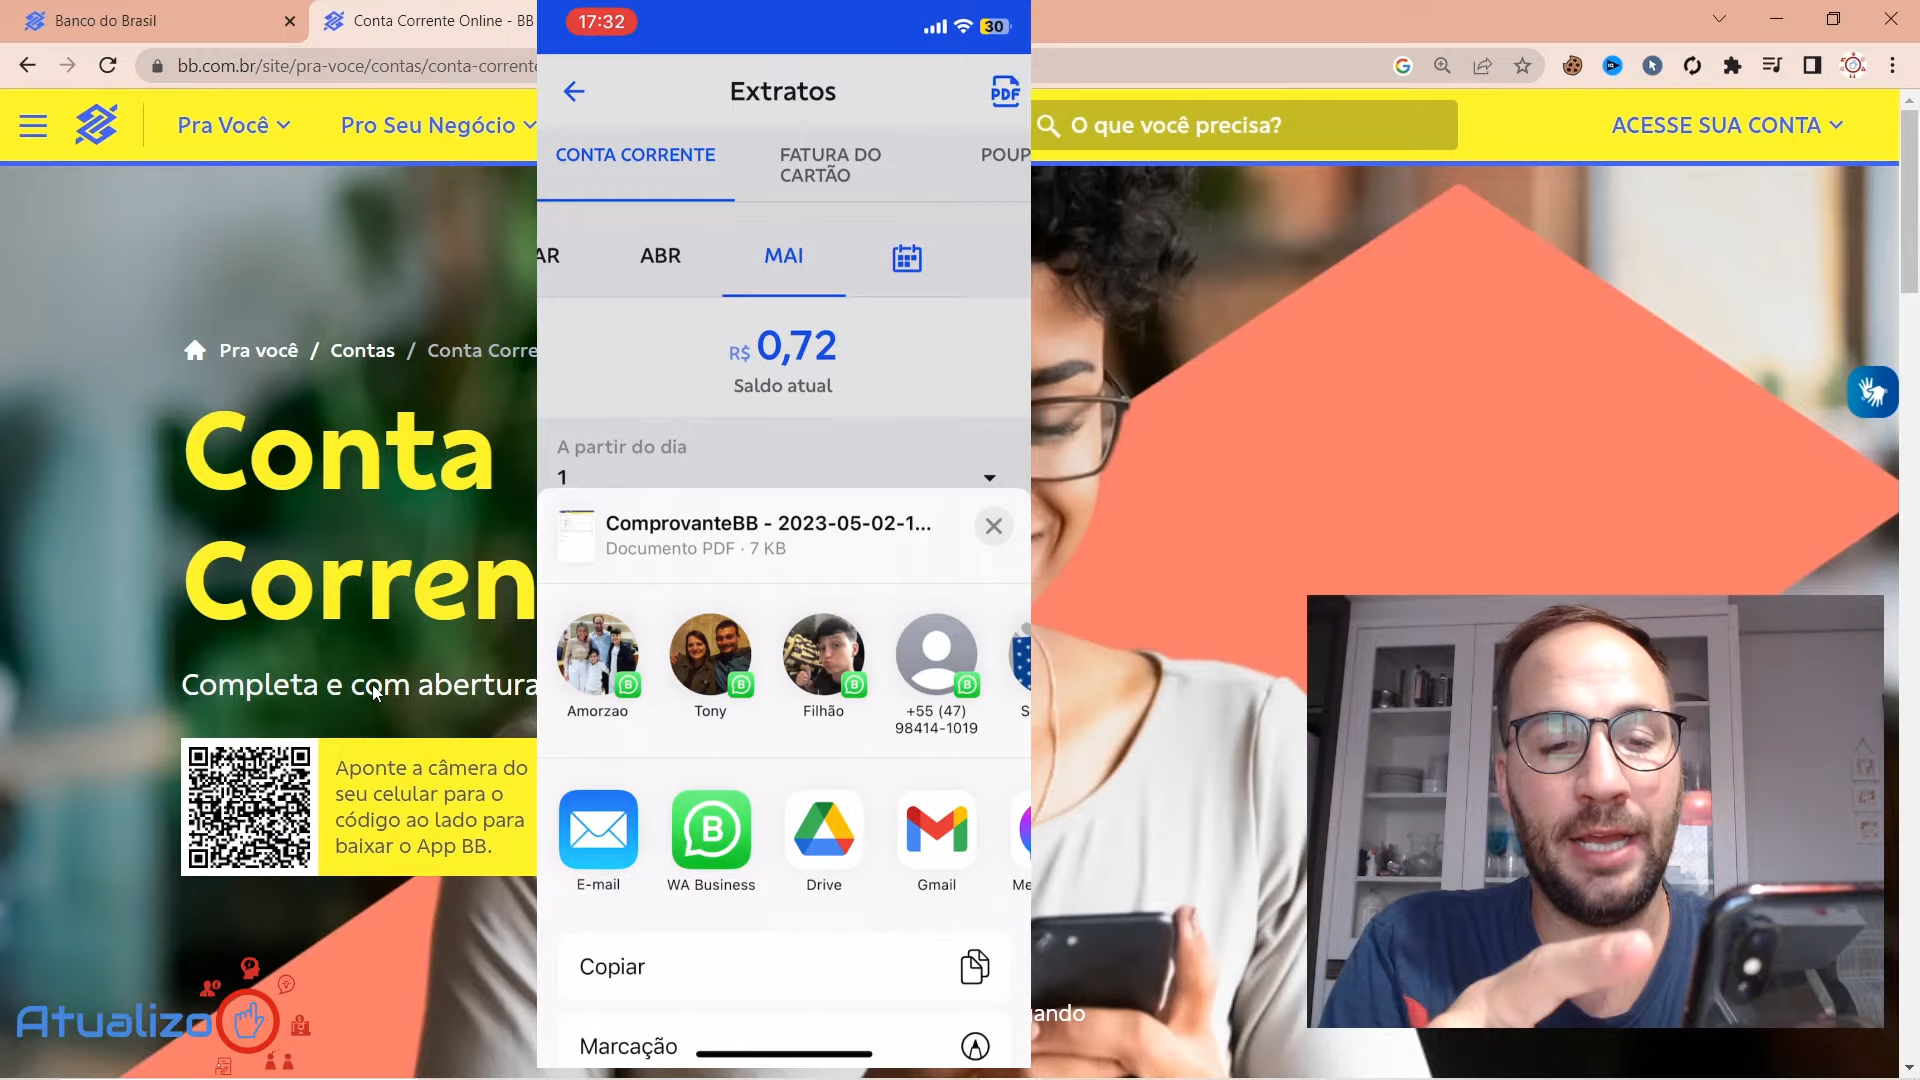 Banco do Brasil
Conta Corrente Online - BB
bb.com.br/site/pra-voce/contas/conta-corrente
Pra Você
Pro Seu Negócio
O que você precisa?
ACESSE SUA CONTA
Pra você / Contas / Conta Corre
Conta
Corren
Completa e com abertura
Aponte a câmera do
seu celular para o
código ao lado para
baixar o App BB.
Atualizo
17:32
30
Extratos
PDF
CONTA CORRENTE
FATURA DO
CARTÃO
POUP
AR
ABR
MAI
R$ 0,72
Saldo atual
A partir do dia
1
ComprovanteBB - 2023-05-02-1...
Documento PDF · 7 KB
Amorzao
Tony
Filhão
+55 (47)
98414-1019
S
E-mail
WA Business
Drive
Gmail
Me
Copiar
Marcação
ando